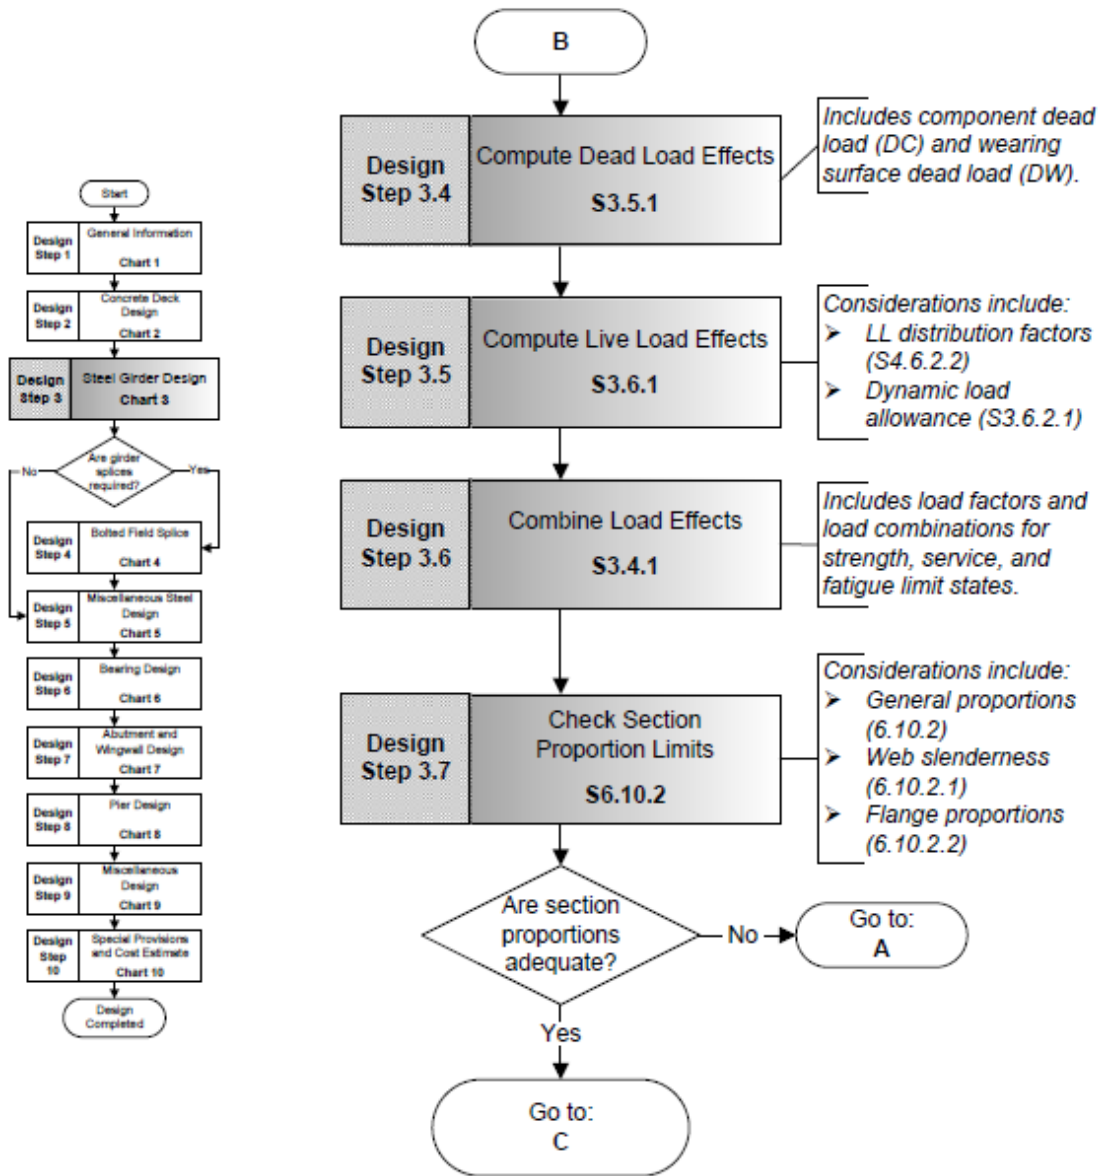 Start
Design
Step 1
General Information
Chart 1
Design
Step 2
Concrete Deck
Design
Chart 2
Design
Step 3
Steel Girder Design
Chart 3
Are girder
splices
required?
No
Yes
Design
Step 4
Bolted Field Splice
Chart 4
Design
Step 5
Miscellaneous Steel
Design
Chart 5
Design
Step 6
Bearing Design
Chart 6
Design
Step 7
Abutment and
Wingwall Design
Chart 7
Design
Step 8
Pier Design
Chart 8
Design
Step 9
Miscellaneous
Design
Chart 9
Design
Step
10
Special Provisions
and Cost Estimate
Chart 10
Design
Completed
B
Design
Step 3.4
Compute Dead Load Effects
S3.5.1
Includes component dead
load (DC) and wearing
surface dead load (DW).
Design
Step 3.5
Compute Live Load Effects
S3.6.1
Considerations include:
➢ LL distribution factors
(S4.6.2.2)
➢ Dynamic load
allowance (S3.6.2.1)
Design
Step 3.6
Combine Load Effects
S3.4.1
Includes load factors and
load combinations for
strength, service, and
fatigue limit states.
Design
Step 3.7
Check Section
Proportion Limits
S6.10.2
Considerations include:
➢ General proportions
(6.10.2)
➢ Web slenderness
(6.10.2.1)
➢ Flange proportions
(6.10.2.2)
Are section
proportions
adequate?
No
Go to:
A
Yes
Go to:
C